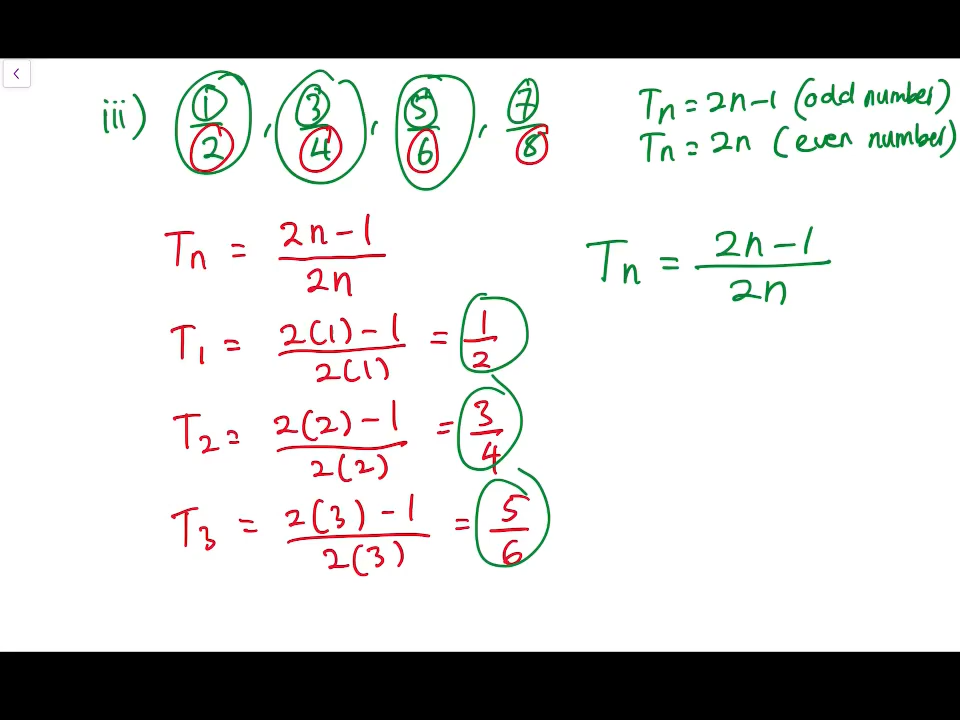 iii) 1/2 , 3/4 , 5/6 , 7/8
Tn = 2n-1 (odd number)
Tn = 2n (even number)
Tn = 2n-1/2n
Tn = 2n-1/2n
T1 = 2(1)-1/2(1) = 1/2
T2 = 2(2)-1/2(2) = 3/4
T3 = 2(3)-1/2(3) = 5/6